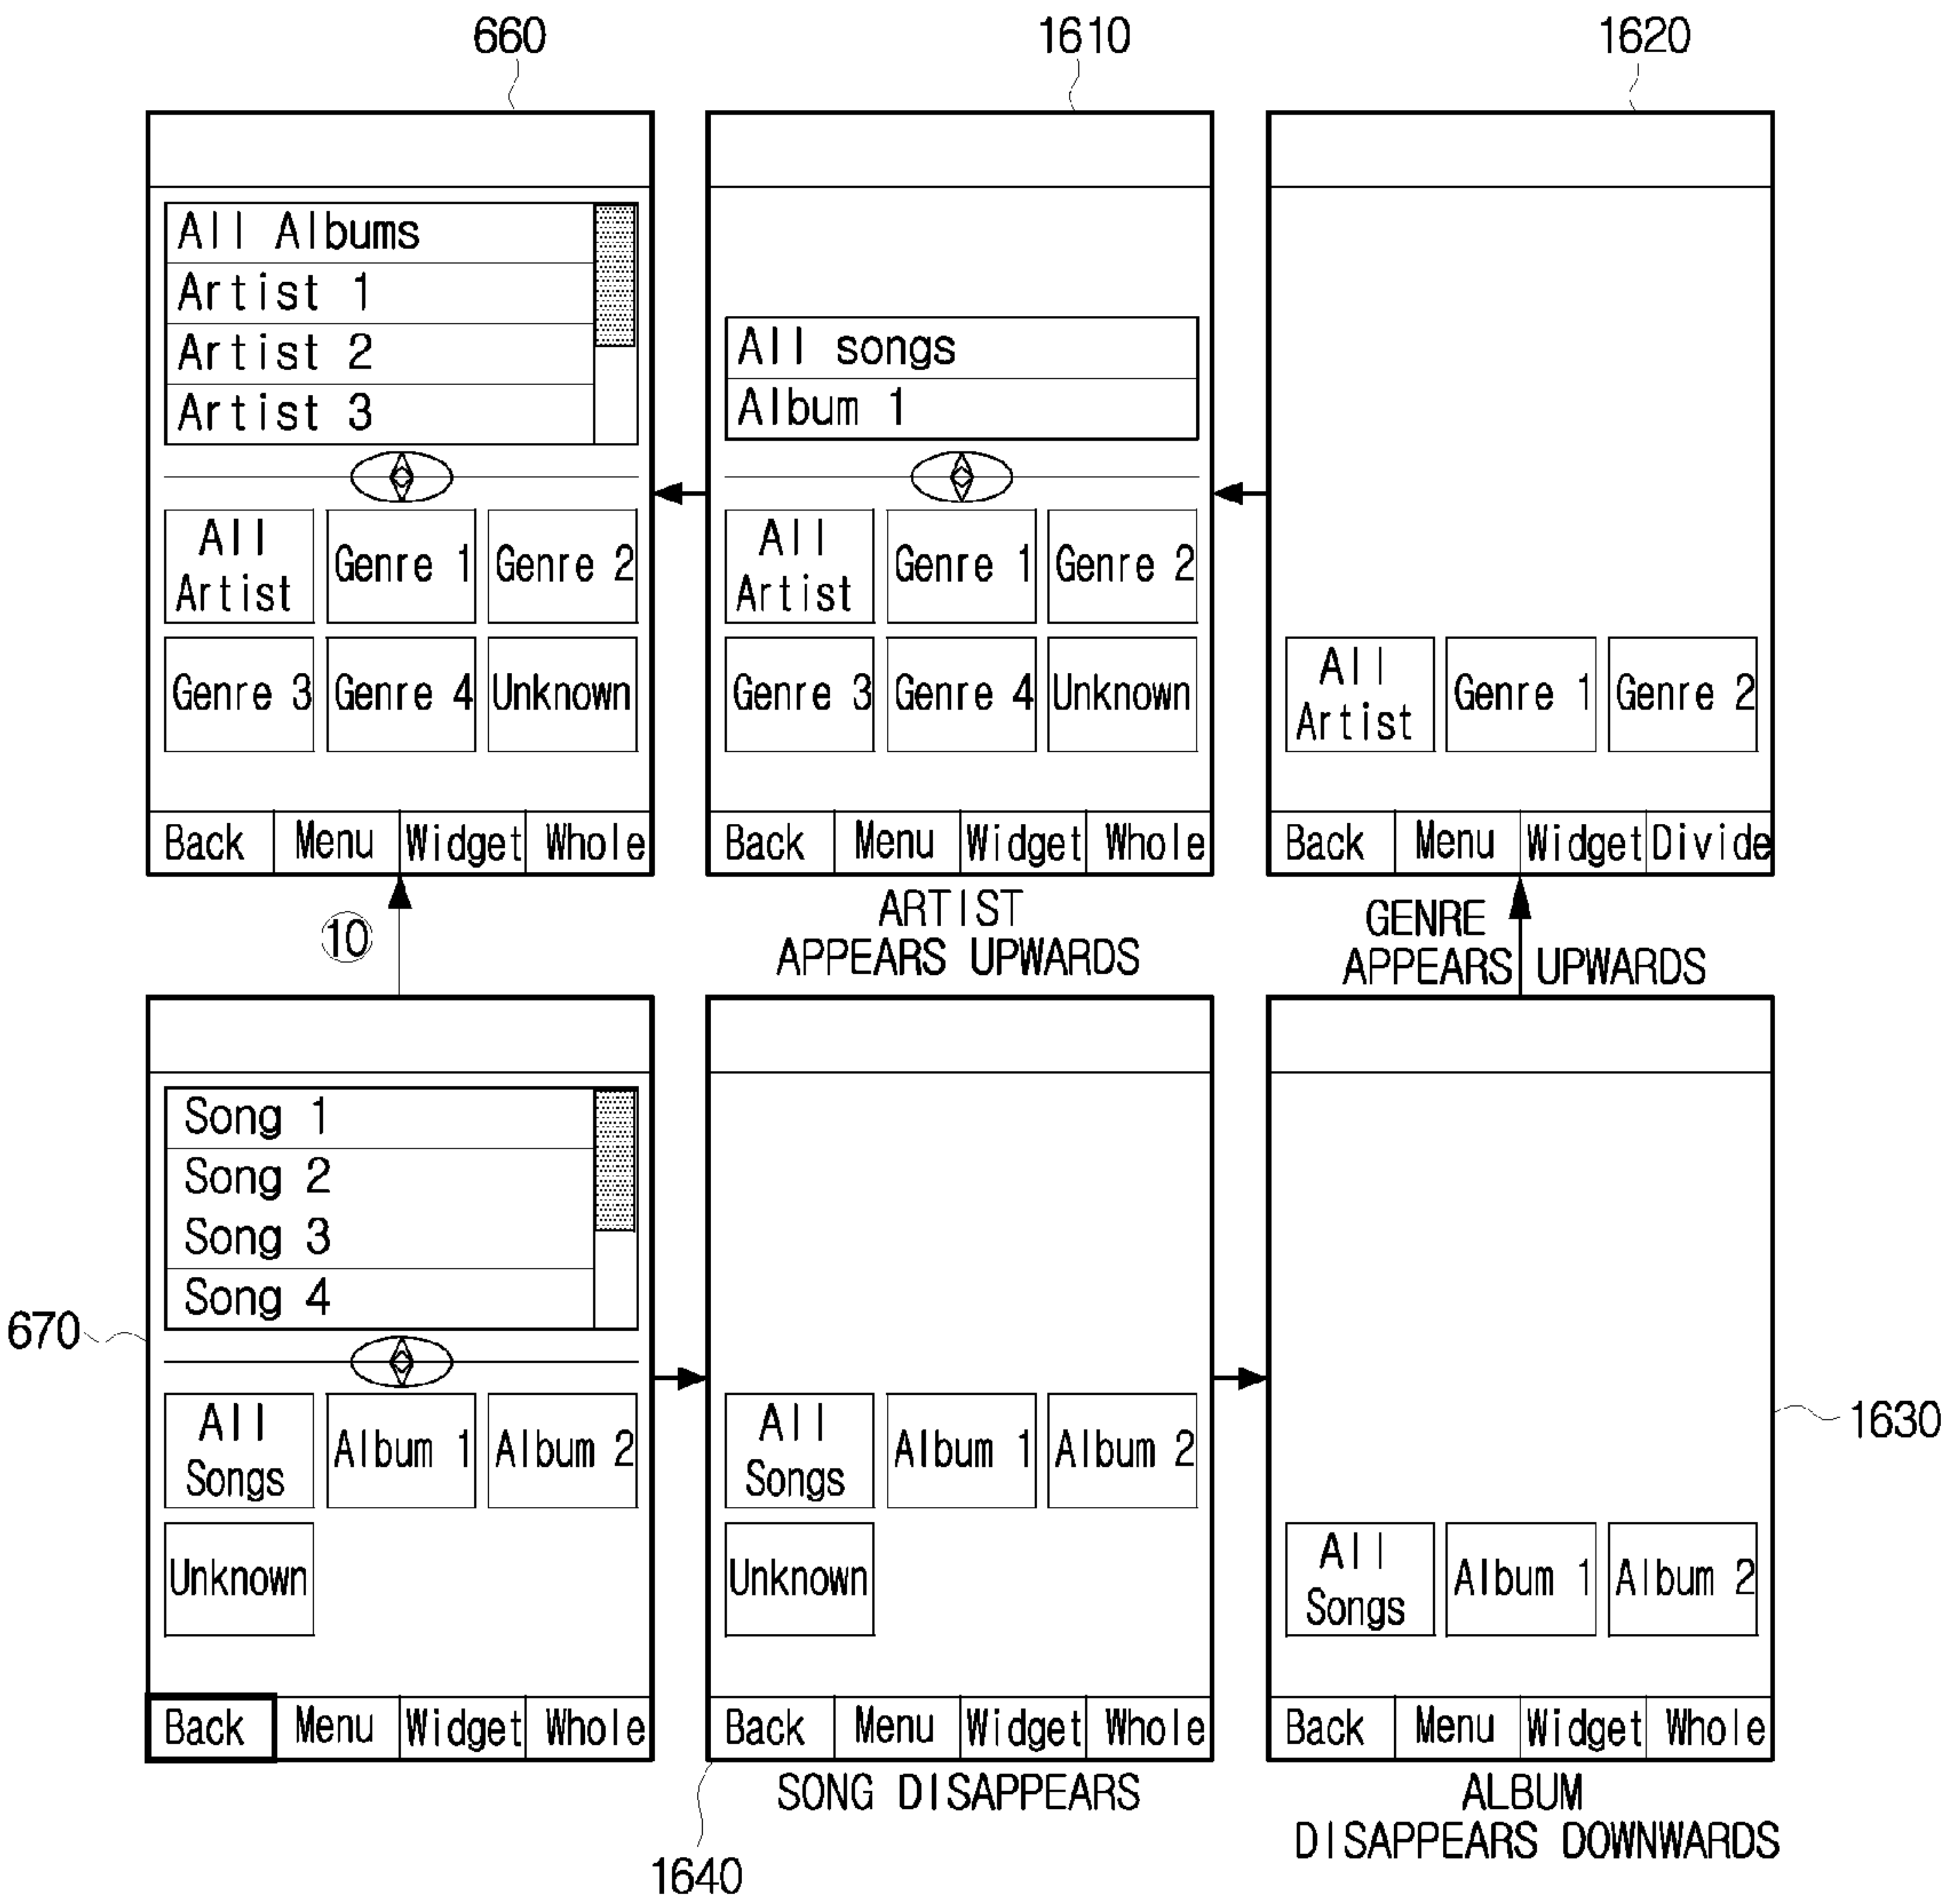 660
1610
1620
All Albums
Artist 1
Artist 2
Artist 3
All
Artist
Genre 1
Genre 2
Genre 3
Genre 4
Unknown
Back
Menu
Widget
Whole
All songs
Album 1
All
Artist
Genre 1
Genre 2
Genre 3
Genre 4
Unknown
Back
Menu
Widget
Whole
ARTIST
APPEARS UPWARDS
All
Artist
Genre 1
Genre 2
Back
Menu
Widget
Divide
GENRE
APPEARS UPWARDS
10
670
Song 1
Song 2
Song 3
Song 4
All
Songs
Album 1
Album 2
Unknown
Back
Menu
Widget
Whole
All
Songs
Album 1
Album 2
Unknown
Back
Menu
Widget
Whole
SONG DISAPPEARS
1640
All
Songs
Album 1
Album 2
Back
Menu
Widget
Whole
1630
ALBUM
DISAPPEARS DOWNWARDS